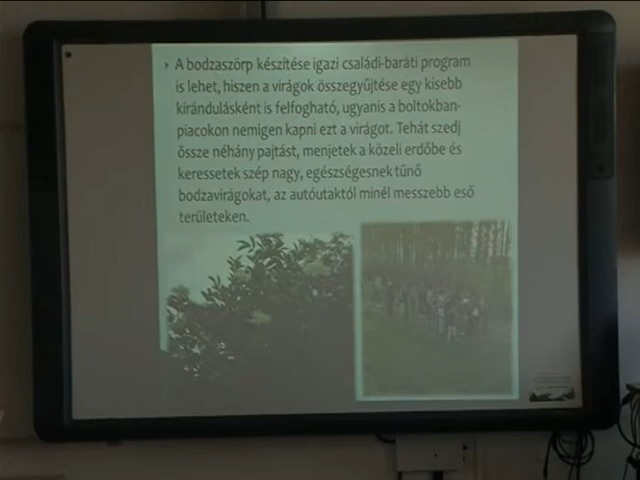 A bodzaszörp készítése igazi családi-baráti program
is lehet, hiszen a virágok összegyűjtése egy kisebb
kirándulásként is felfogható, ugyanis a boltokban-
piacokon nemigen kapni ezt a virágot. Tehát szedj
össze néhány pajtást, menjetek a közeli erdőbe és
keressetek szép nagy, egészségesnek tűnő
bodzavirágokat, az autóutaktól minél messzebb eső
területeken.